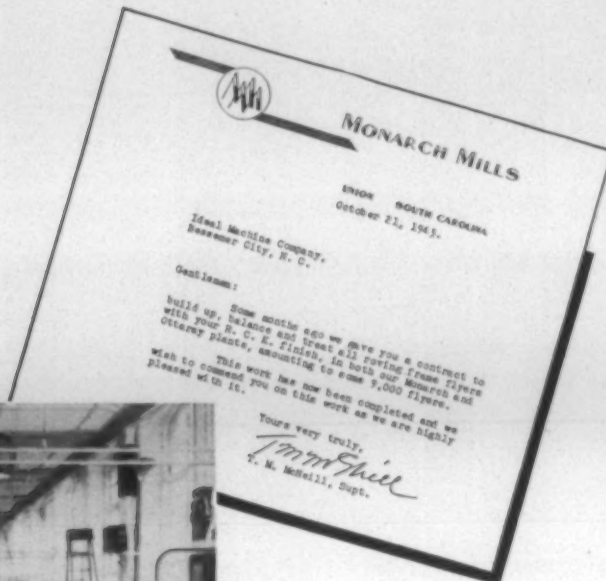 MONARCH MILLS
UNION SOUTH CAROLINA
October 21, 1943.
Ideal Machine Company,
Bessemer City, N. C.
Gentlemen:
Some months ago we gave you a contract to
build up, balance and treat all roving frame flyers
with your R. C. K. finish, in both our Monarch and
Ottaray plants, amounting to some 9,000 flyers.
This work has now been completed and we
wish to commend you on this work as we are highly
pleased with it.
Yours very truly,
T. M. McNeill
T. M. McNeill, Supt.